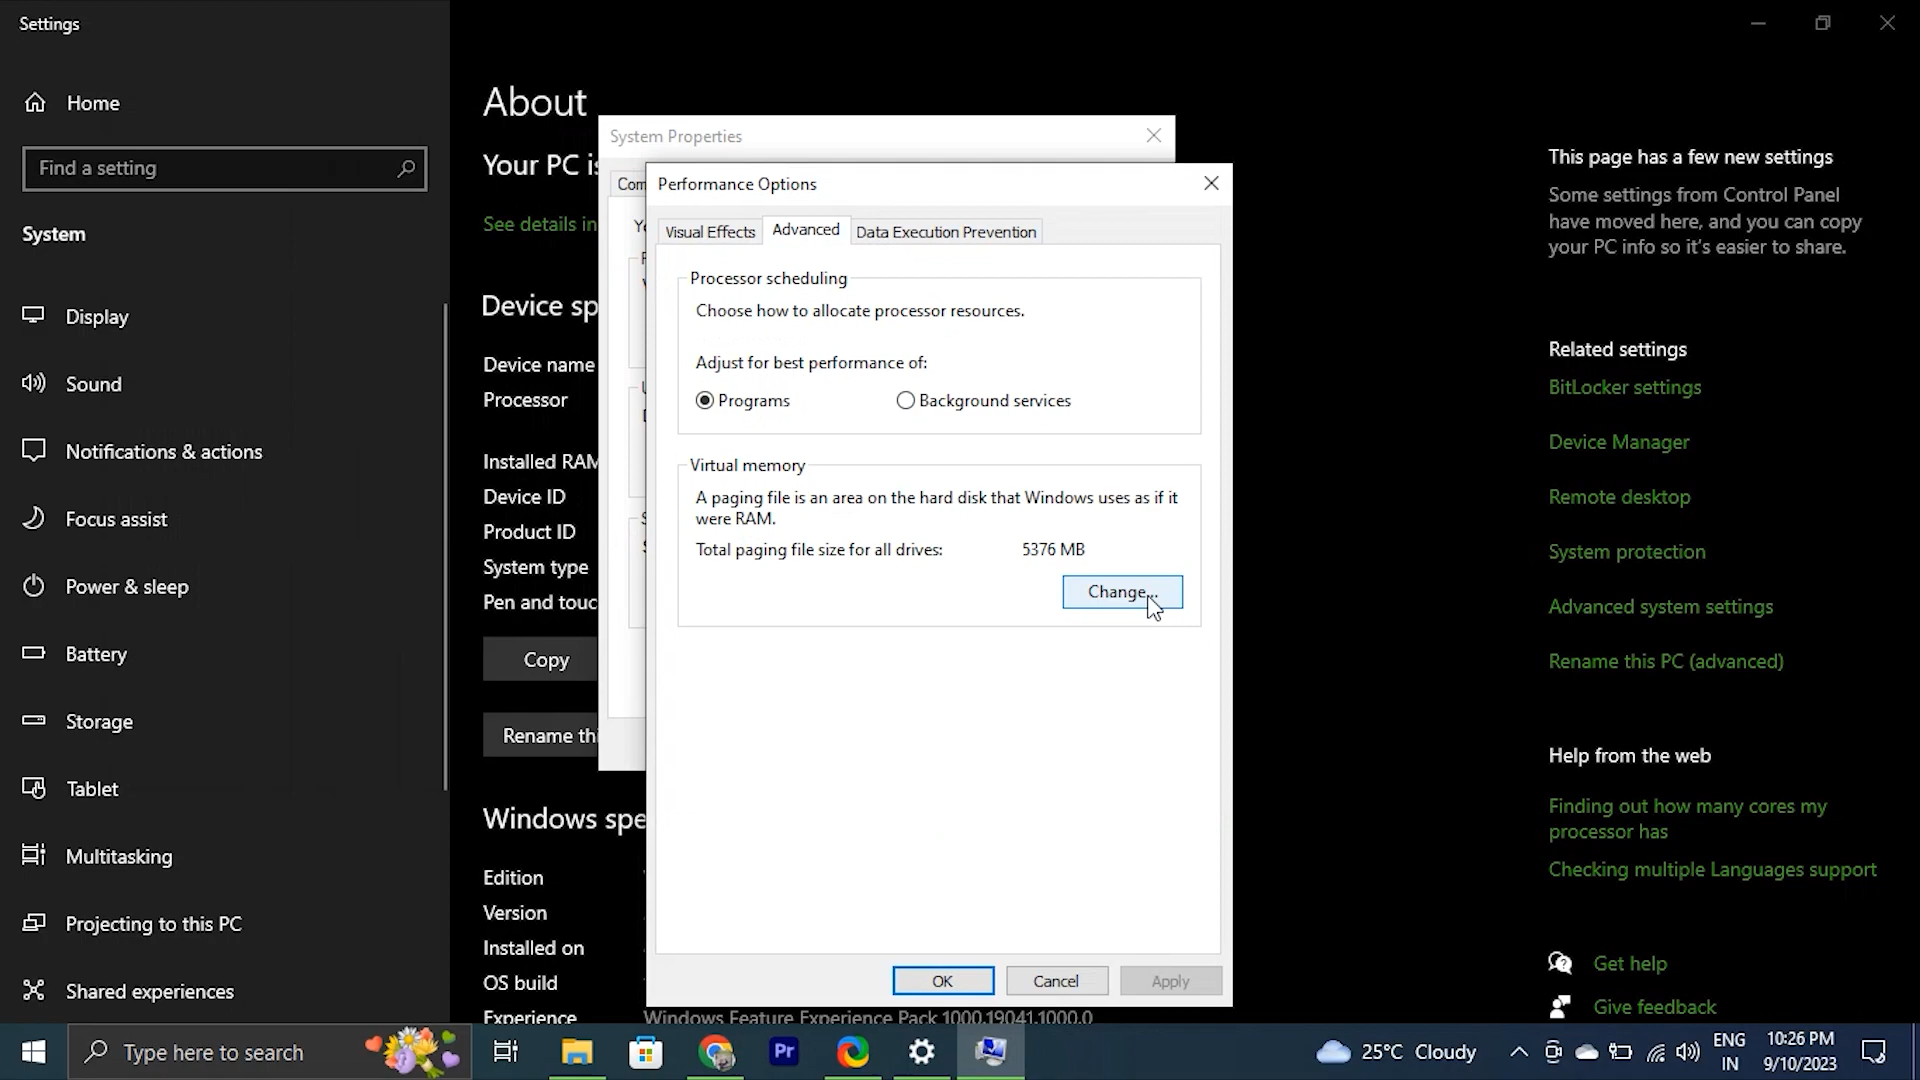 Settings
Home
Find a setting
System
Display
Sound
Notifications & actions
Focus assist
Power & sleep
Battery
Storage
Tablet
Multitasking
Projecting to this PC
Shared experiences
About
Your PC is
See details in
Device sp
Device name
Processor
Installed RAM
Device ID
Product ID
System type
Pen and touc
Copy
Rename thi
Windows spe
Edition
Version
Installed on
OS build
Experience
Windows Feature Experience Pack 1000.19041.1000.0
System Properties
Com
Performance Options
Visual Effects
Advanced
Data Execution Prevention
Processor scheduling
Choose how to allocate processor resources.
Adjust for best performance of:
Programs
Background services
Virtual memory
A paging file is an area on the hard disk that Windows uses as if it
were RAM.
Total paging file size for all drives: 5376 MB
Change...
OK
Cancel
Apply
This page has a few new settings
Some settings from Control Panel
have moved here, and you can copy
your PC info so it's easier to share.
Related settings
BitLocker settings
Device Manager
Remote desktop
System protection
Advanced system settings
Rename this PC (advanced)
Help from the web
Finding out how many cores my
processor has
Checking multiple Languages support
Get help
Give feedback
Type here to search
Pr
25°C Cloudy
ENG
IN
10:26 PM
9/10/2023